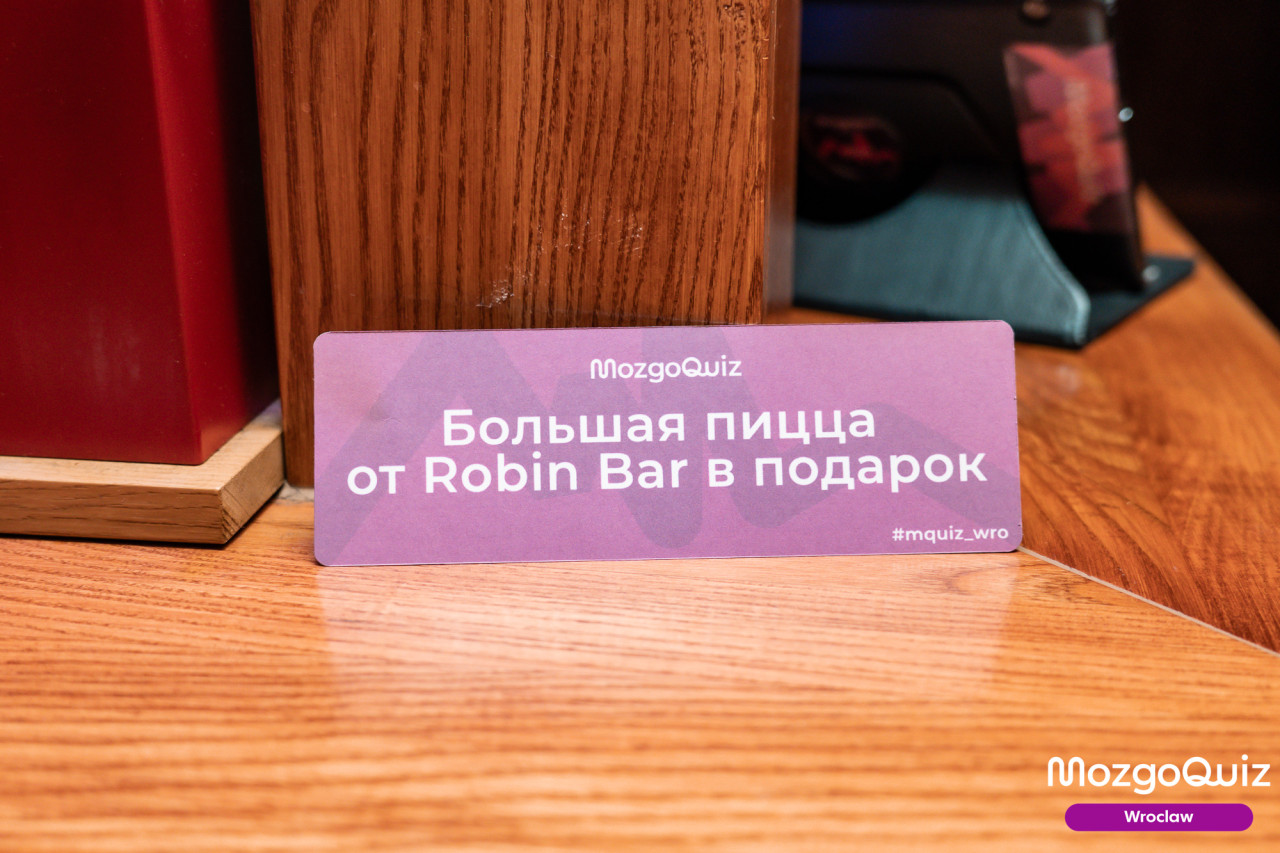 MozgoQuiz
Большая пицца
от Robin Bar в подарок
#mquiz_wro
MozgoQuiz
Wroclaw